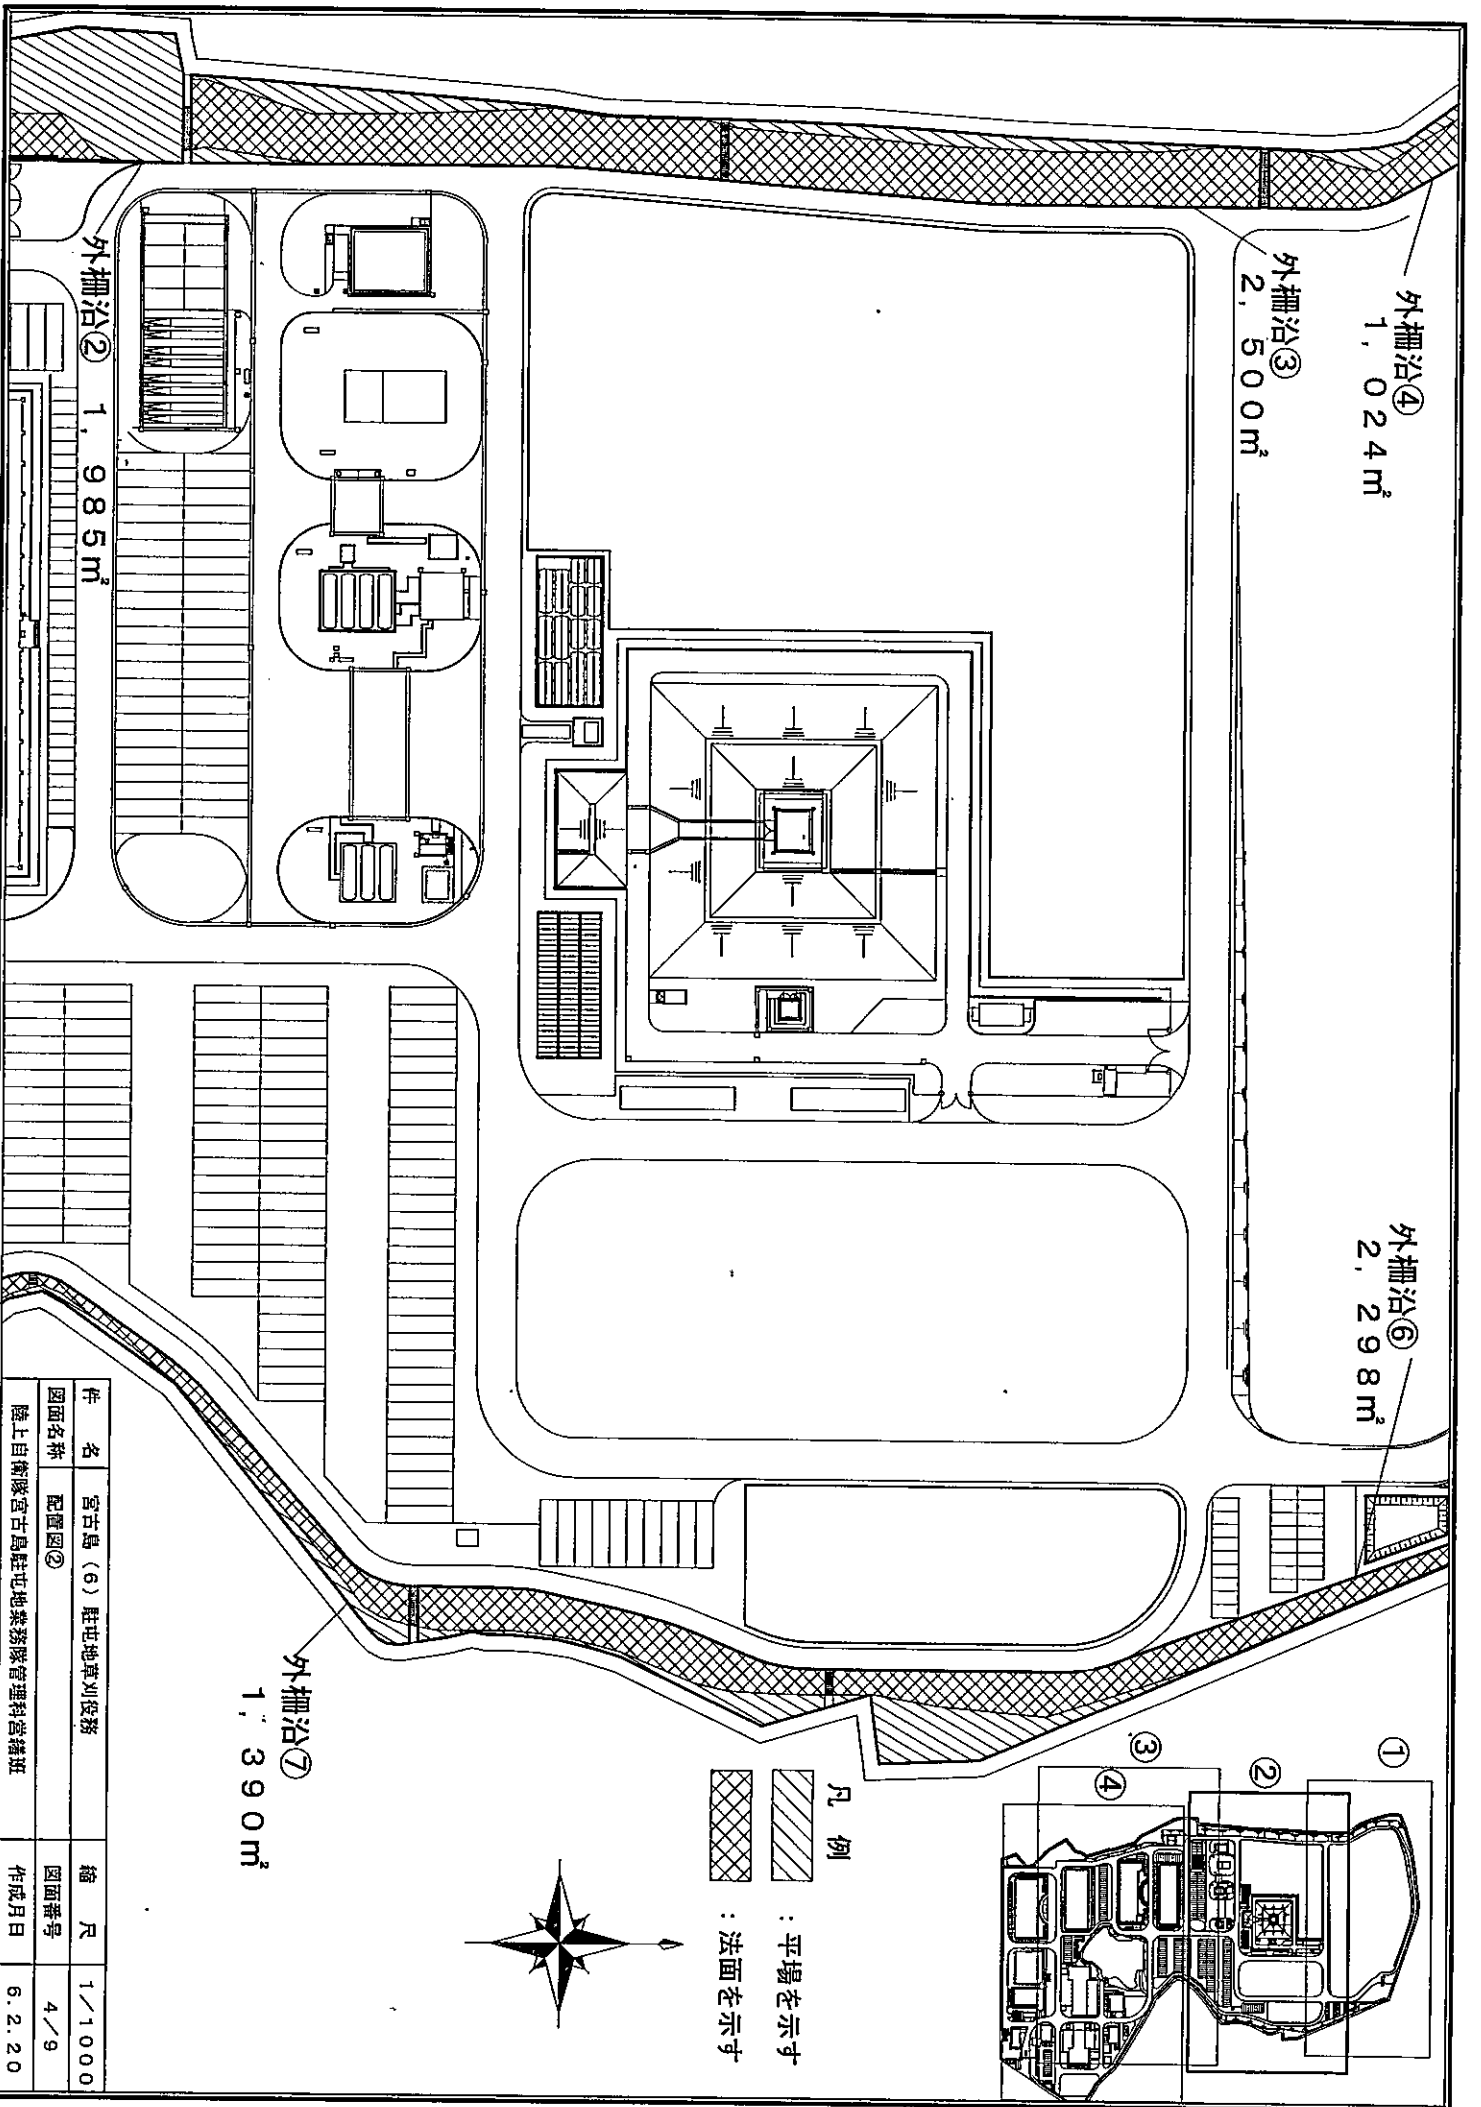 外柵沿④
1,024㎡
外柵沿③
2,500㎡
外柵沿⑥
2,298㎡
外柵沿② 1,985㎡
外柵沿⑦
1,390㎡
①
②
③
④
凡例
：平場を示す
：法面を示す
件名 宮古島（6）駐屯地草刈役務 縮尺 1／1000
図面名称 配置図② 図面番号 4／9
陸上自衛隊宮古島駐屯地業務隊管理科営繕班 作成月日 6.2.20